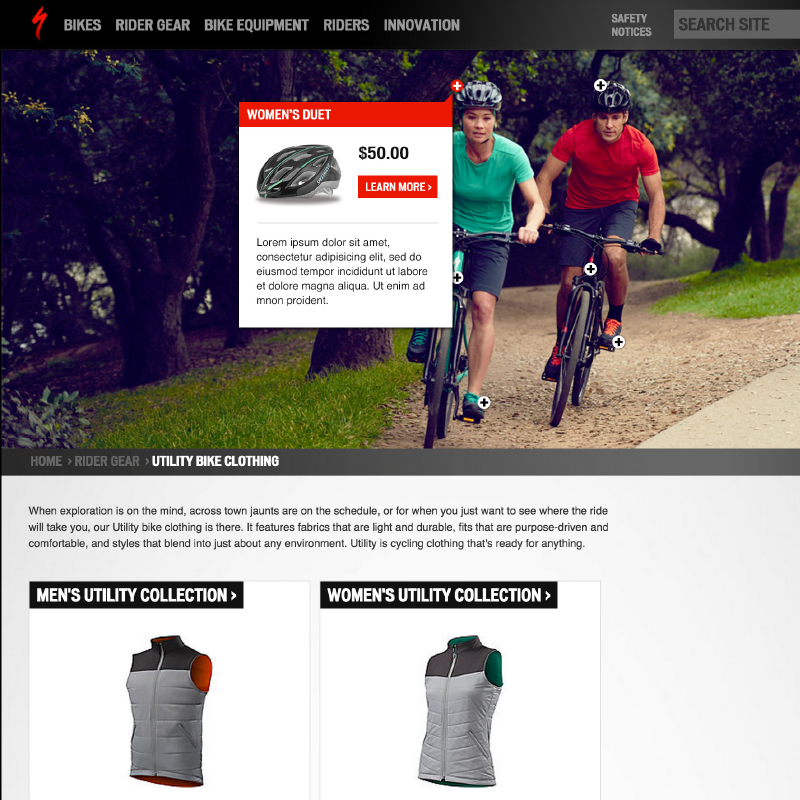 BIKES RIDER GEAR BIKE EQUIPMENT RIDERS INNOVATION
SAFETY
NOTICES
SEARCH SITE
WOMEN'S DUET
$50.00
LEARN MORE ›
Lorem ipsum dolor sit amet,
consectetur adipisicing elit, sed do
eiusmod tempor incididunt ut labore
et dolore magna aliqua. Ut enim ad
mnon proident.
HOME › RIDER GEAR › UTILITY BIKE CLOTHING
When exploration is on the mind, across town jaunts are on the schedule, or for when you just want to see where the ride
will take you, our Utility bike clothing is there. It features fabrics that are light and durable, fits that are purpose-driven and
comfortable, and styles that blend into just about any environment. Utility is cycling clothing that's ready for anything.
MEN'S UTILITY COLLECTION ›
WOMEN'S UTILITY COLLECTION ›